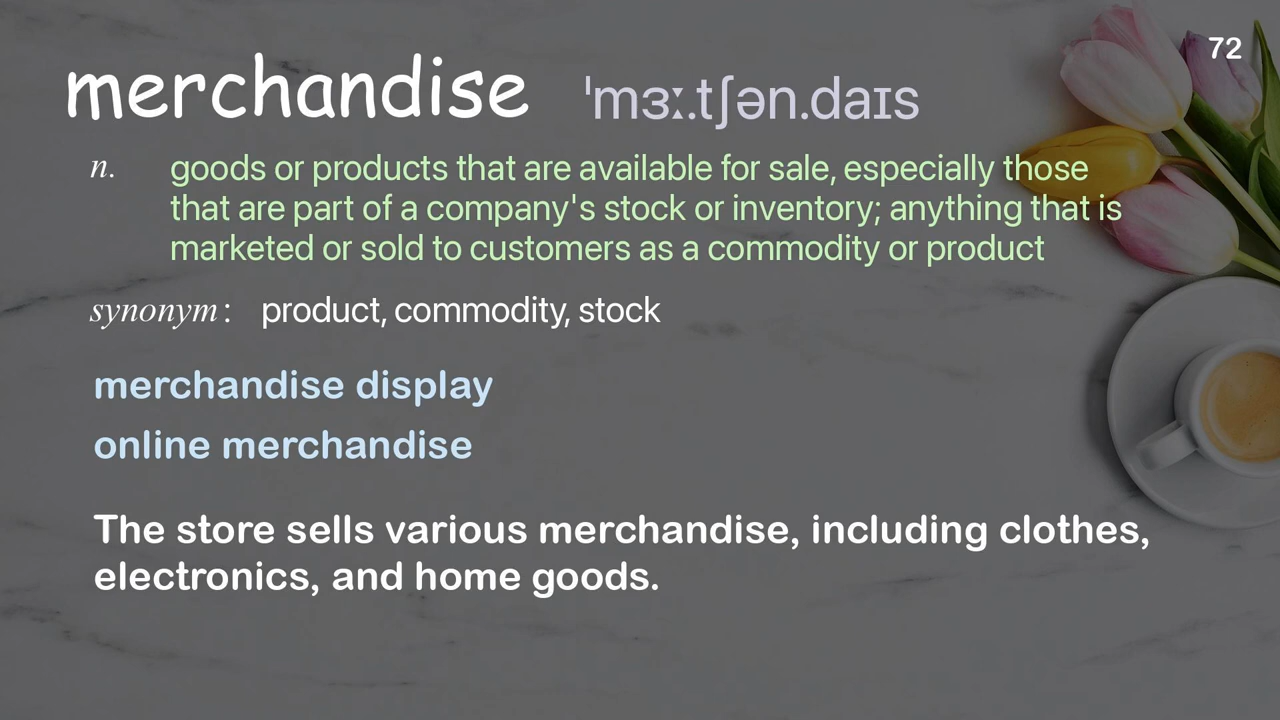 72
merchandise ˈmɜː.tʃən.daɪs
n. goods or products that are available for sale, especially those
that are part of a company's stock or inventory; anything that is
marketed or sold to customers as a commodity or product
synonym: product, commodity, stock
merchandise display
online merchandise
The store sells various merchandise, including clothes,
electronics, and home goods.